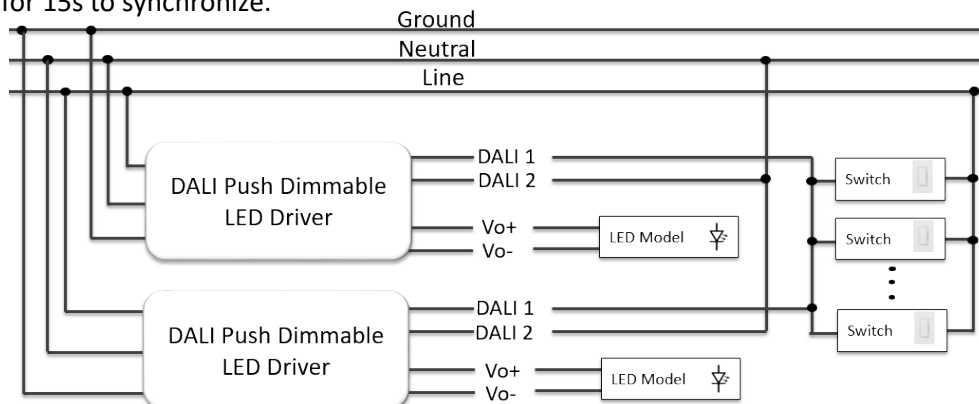 for 15s to synchronize.
Ground
Neutral
Line
DALI Push Dimmable
LED Driver
DALI 1
DALI 2
Vo+
Vo-
LED Model
Switch
Switch
Switch
DALI Push Dimmable
LED Driver
DALI 1
DALI 2
Vo+
Vo-
LED Model